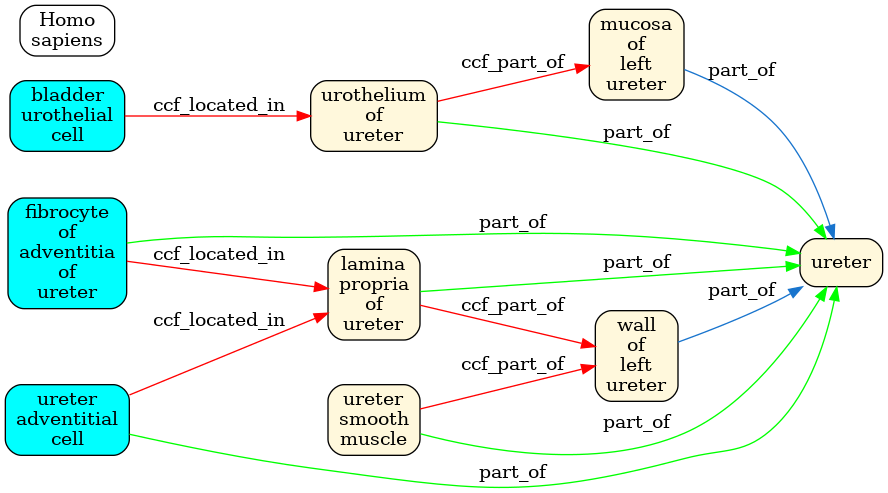 Homo
sapiens
bladder
urothelial
cell
ccf_located_in
urothelium
of
ureter
ccf_part_of
mucosa
of
left
ureter
part_of
part_of
fibrocyte
of
adventitia
of
ureter
part_of
ccf_located_in
lamina
propria
of
ureter
part_of
ccf_part_of
ureter
ccf_located_in
wall
of
left
ureter
part_of
ureter
adventitial
cell
ureter
smooth
muscle
ccf_part_of
part_of
part_of